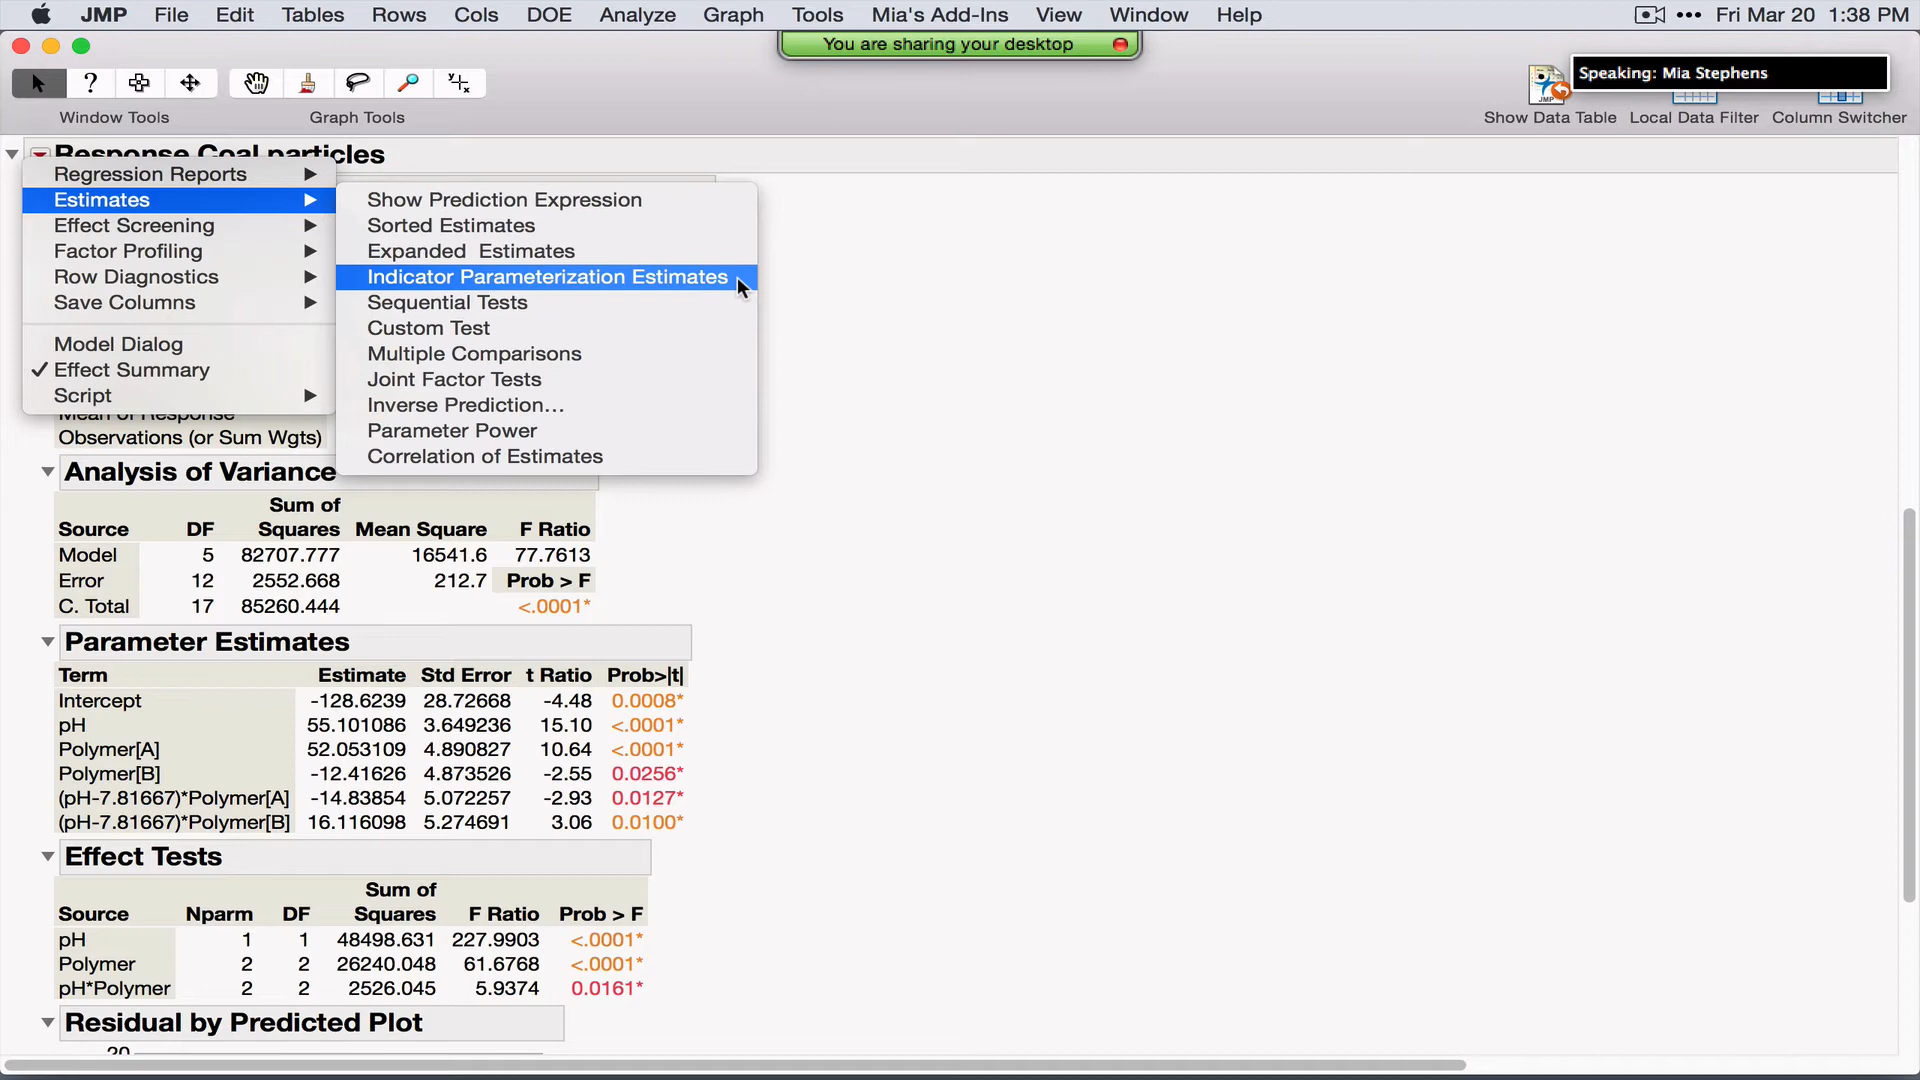 JMP File Edit Tables Rows Cols DOE Analyze Graph Tools Mia's Add-Ins View Window Help Fri Mar 20 1:38 PM
You are sharing your desktop
Speaking: Mia Stephens
Window Tools Graph Tools Show Data Table Local Data Filter Column Switcher
Response Coal particles
Regression Reports
Estimates
Effect Screening
Factor Profiling
Row Diagnostics
Save Columns
Model Dialog
✓ Effect Summary
Script
Show Prediction Expression
Sorted Estimates
Expanded Estimates
Indicator Parameterization Estimates
Sequential Tests
Custom Test
Multiple Comparisons
Joint Factor Tests
Inverse Prediction…
Parameter Power
Correlation of Estimates
Mean of Response
Observations (or Sum Wgts)
Analysis of Variance
Sum of
Source DF Squares Mean Square F Ratio
Model 5 82707.777 16541.6 77.7613
Error 12 2552.668 212.7 Prob > F
C. Total 17 85260.444 <.0001*
Parameter Estimates
Term Estimate Std Error t Ratio Prob>|t|
Intercept -128.6239 28.72668 -4.48 0.0008*
pH 55.101086 3.649236 15.10 <.0001*
Polymer[A] 52.053109 4.890827 10.64 <.0001*
Polymer[B] -12.41626 4.873526 -2.55 0.0256*
(pH-7.81667)*Polymer[A] -14.83854 5.072257 -2.93 0.0127*
(pH-7.81667)*Polymer[B] 16.116098 5.274691 3.06 0.0100*
Effect Tests
Sum of
Source Nparm DF Squares F Ratio Prob > F
pH 1 1 48498.631 227.9903 <.0001*
Polymer 2 2 26240.048 61.6768 <.0001*
pH*Polymer 2 2 2526.045 5.9374 0.0161*
Residual by Predicted Plot
20